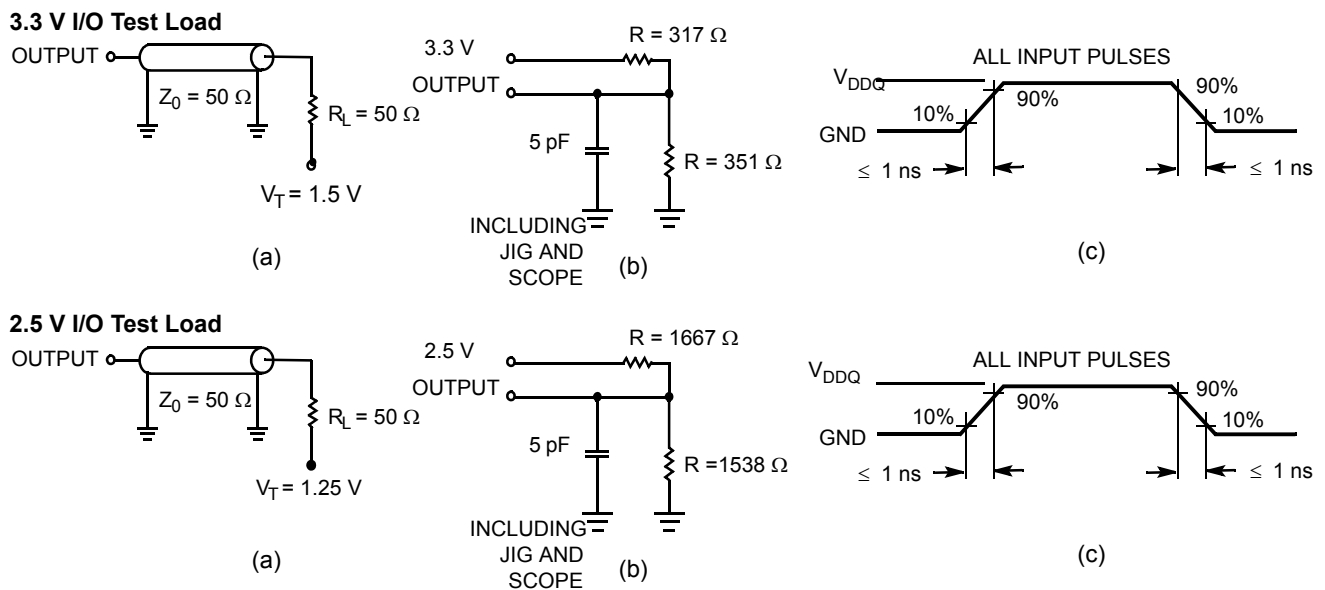 3.3 V I/O Test Load
OUTPUT
Z0 = 50 Ω
RL = 50 Ω
VT = 1.5 V
(a)
3.3 V
OUTPUT
R = 317 Ω
5 pF
R = 351 Ω
INCLUDING
JIG AND
SCOPE
(b)
ALL INPUT PULSES
VDDQ
GND
10%
90%
90%
10%
≤ 1 ns
≤ 1 ns
(c)
2.5 V I/O Test Load
OUTPUT
Z0 = 50 Ω
RL = 50 Ω
VT = 1.25 V
(a)
2.5 V
OUTPUT
R = 1667 Ω
5 pF
R =1538 Ω
INCLUDING
JIG AND
SCOPE
(b)
ALL INPUT PULSES
VDDQ
GND
10%
90%
90%
10%
≤ 1 ns
≤ 1 ns
(c)